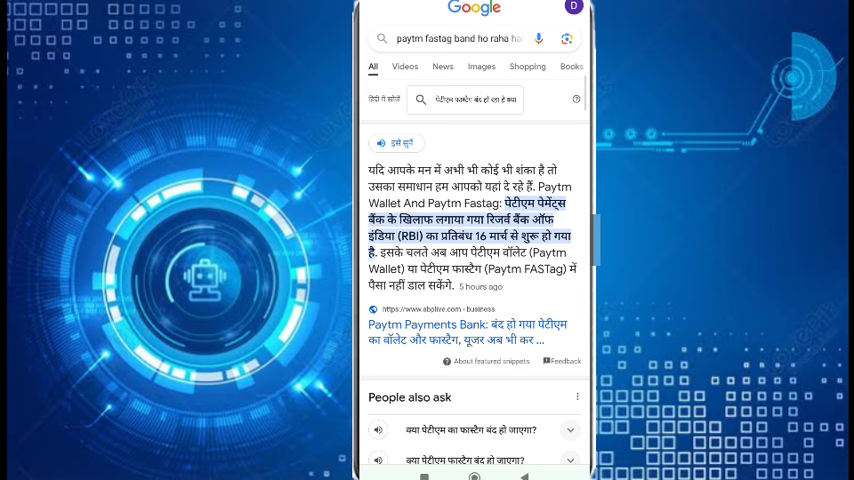 Google
D
paytm fastag band ho raha hai
All Videos News Images Shopping Books
हिंदी में खोजें पेटीएम फास्टैग बंद हो रहा है क्या
इसे सुनें
यदि आपके मन में अभी भी कोई भी शंका है तो
उसका समाधान हम आपको यहां दे रहे हैं. Paytm
Wallet And Paytm Fastag: पेटीएम पेमेंट्स
बैंक के खिलाफ लगाया गया रिजर्व बैंक ऑफ
इंडिया (RBI) का प्रतिबंध 16 मार्च से शुरू हो गया
है. इसके चलते अब आप पेटीएम वॉलेट (Paytm
Wallet) या पेटीएम फास्टैग (Paytm FASTag) में
पैसा नहीं डाल सकेंगे. 5 hours ago
https://www.abplive.com › business
Paytm Payments Bank: बंद हो गया पेटीएम
का वॉलेट और फास्टैग, यूजर अब भी कर ...
About featured snippets Feedback
People also ask
क्या पेटीएम का फास्टैग बंद हो जाएगा?
क्या पेटीएम फास्टैग बंद हो जाएगा?